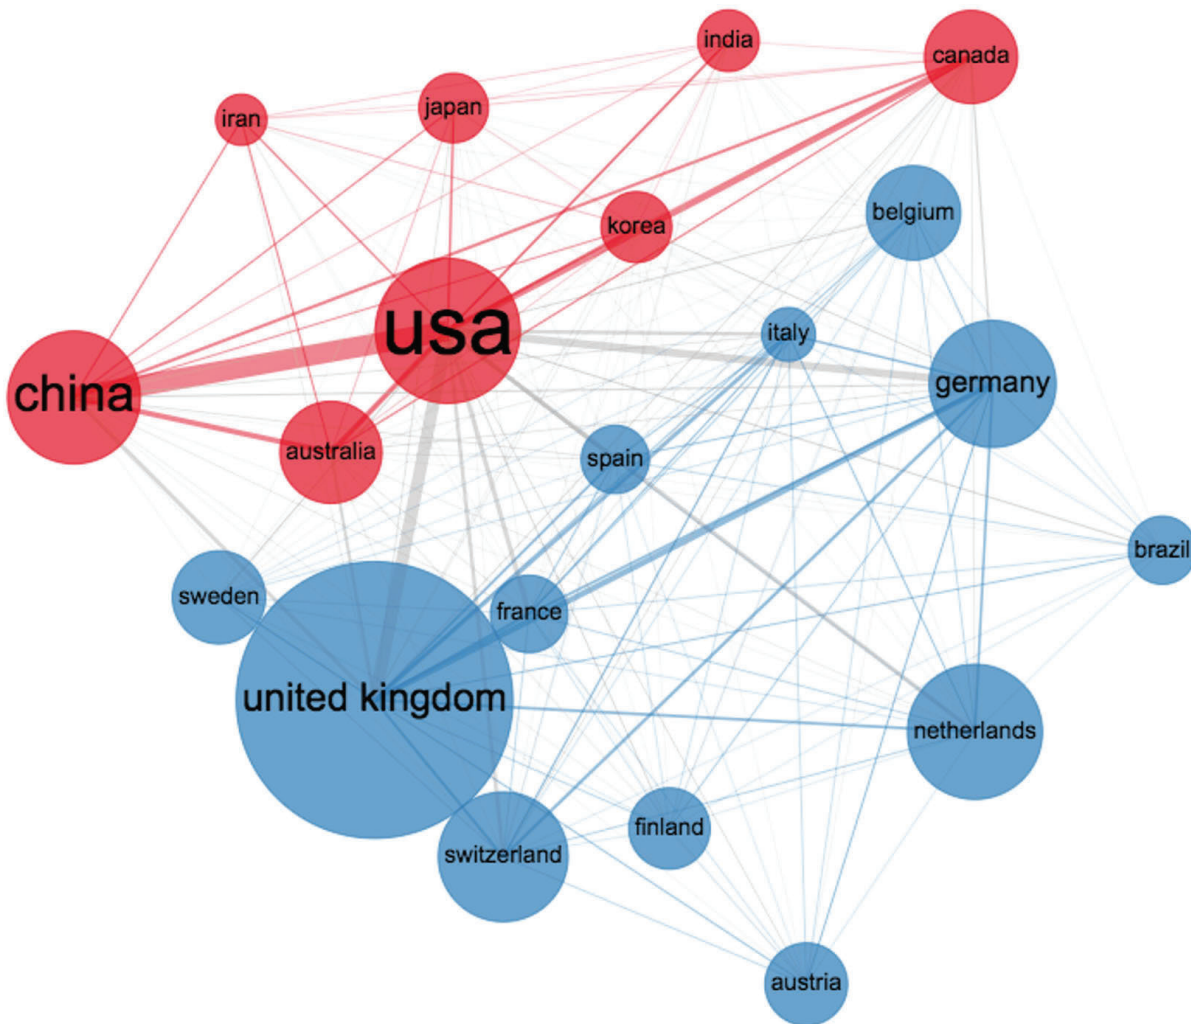 india
canada
iran
japan
belgium
korea
usa
italy
germany
china
australia
spain
brazil
sweden
france
united kingdom
netherlands
finland
switzerland
austria